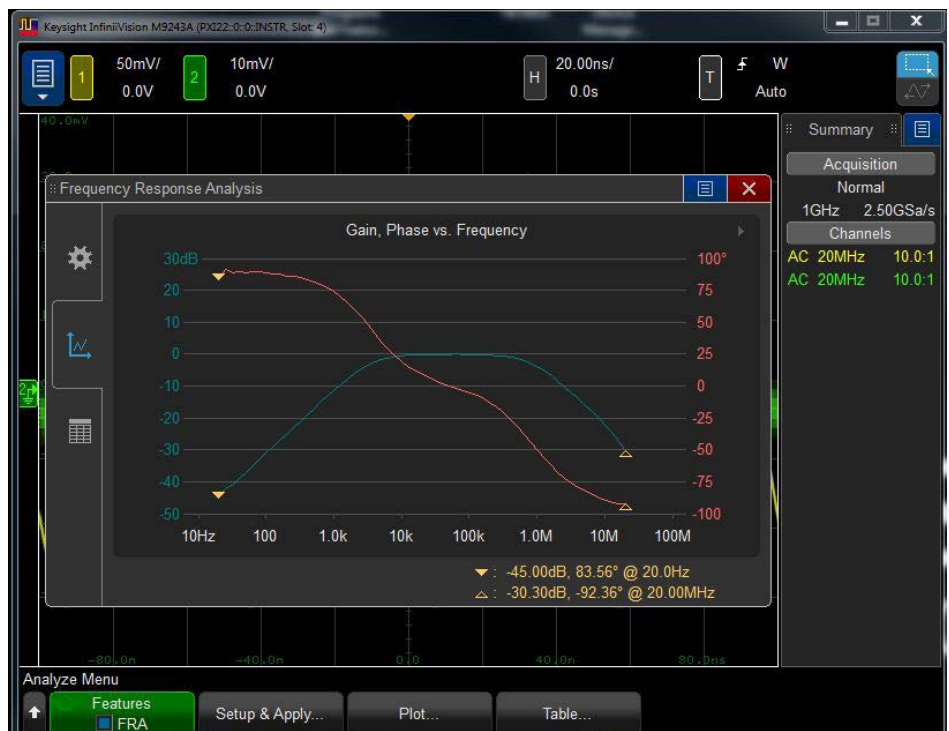 Keysight InfiniiVision M9243A (PXI22::0::0::INSTR, Slot: 4)
1
50mV/
0.0V
2
10mV/
0.0V
H
20.00ns/
0.0s
T
W
Auto
40.0mV
Summary
Acquisition
Normal
1GHz 2.50GSa/s
Channels
AC 20MHz 10.0:1
AC 20MHz 10.0:1
Frequency Response Analysis
Gain, Phase vs. Frequency
30dB 100°
20 75
10 50
0 25
-10 0
-20 -25
-30 -50
-40 -75
-50 -100
10Hz 100 1.0k 10k 100k 1.0M 10M 100M
: -45.00dB, 83.56° @ 20.0Hz
: -30.30dB, -92.36° @ 20.00MHz
2
-80.0n -40.0n 0.0 40.0n 80.0ns
Analyze Menu
Features
FRA
Setup & Apply...
Plot...
Table...